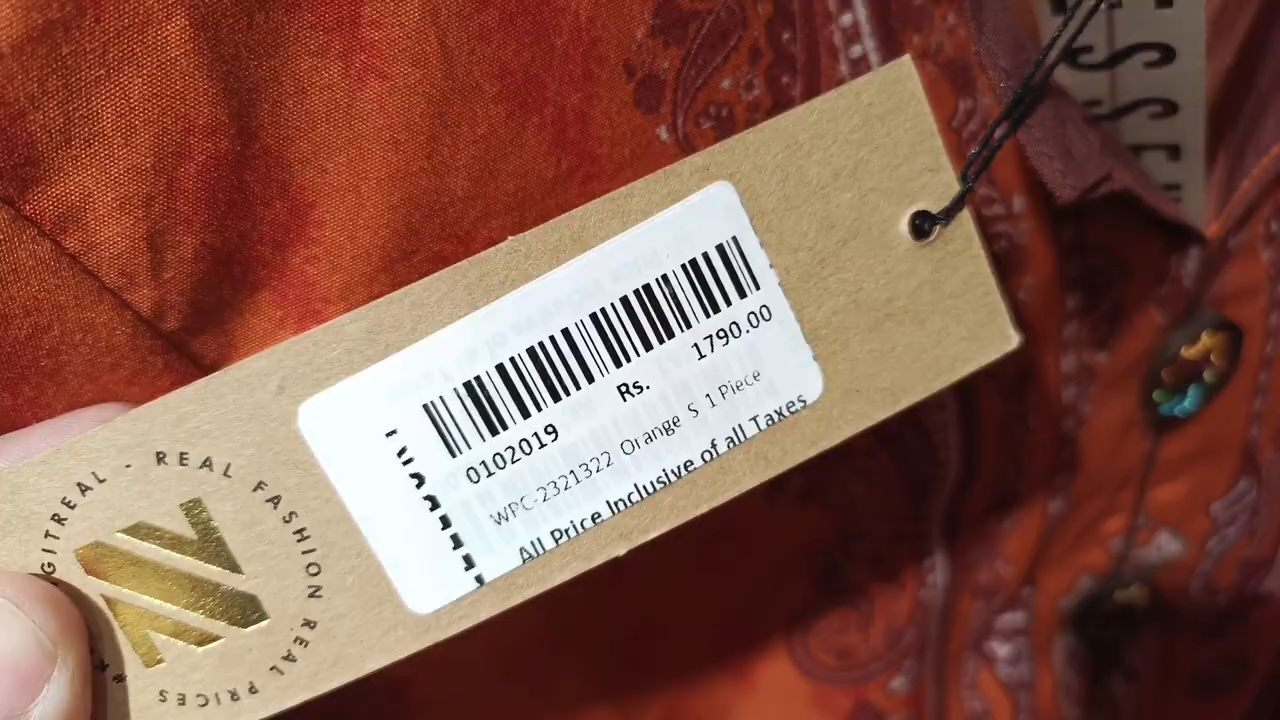 Rs. 1790.00
0102019
WPC-2321322 Orange S 1 Piece
All Price Inclusive of all Taxes
REAL FASHION REAL PRICES